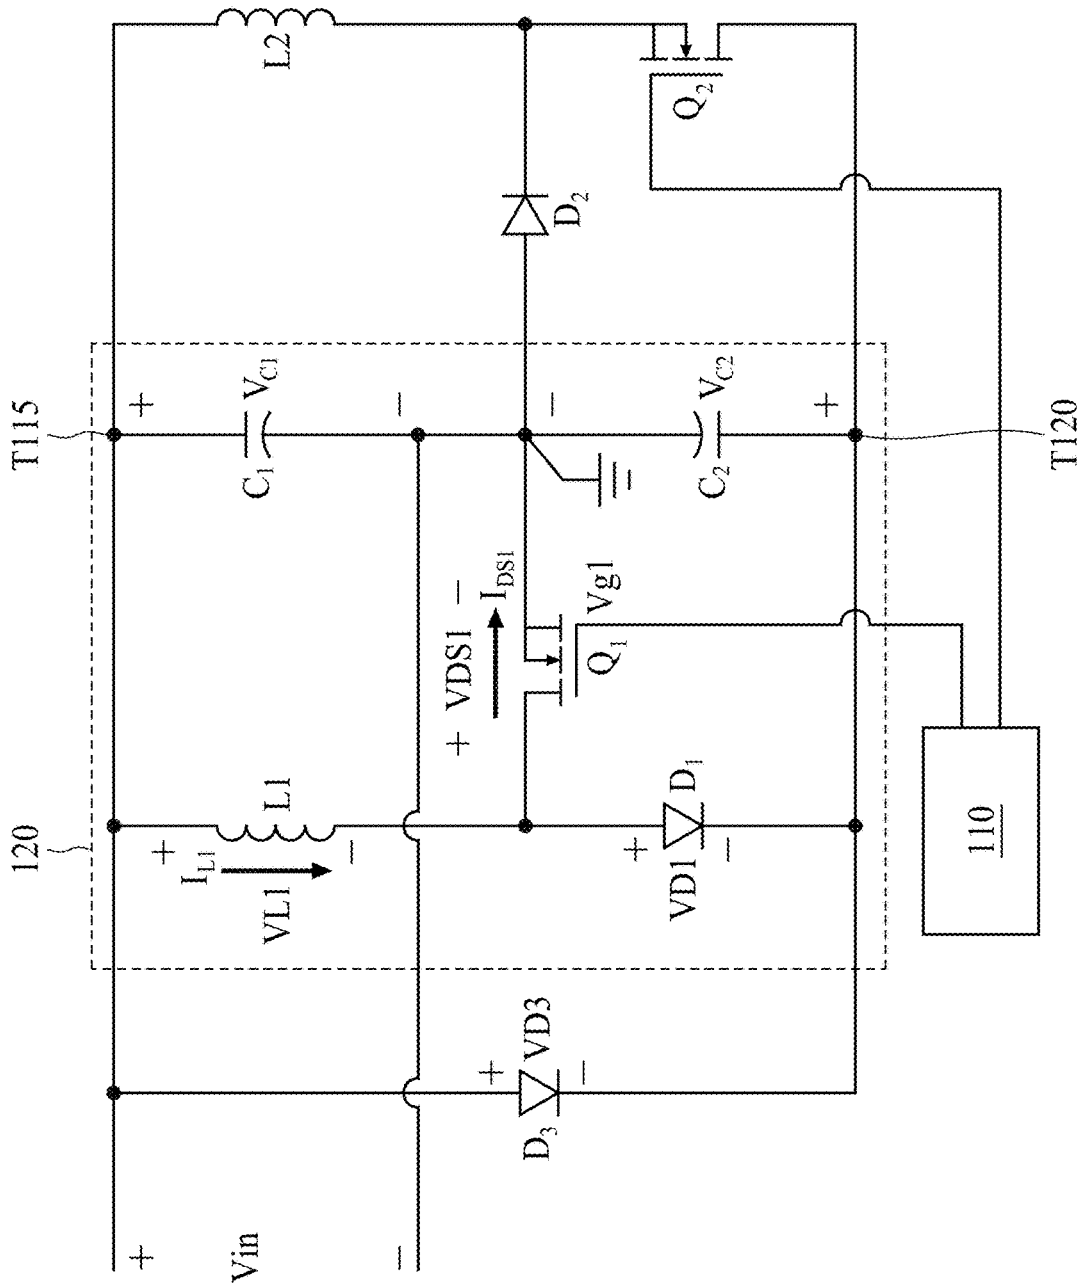 L2
Q2
D2
T115
+
VC1
−
C1
−
VC2
+
C2
T120
+ VDS1 −
IDS1
Vg1
Q1
120
+
IL1
VL1
L1
−
+
VD1
D1
−
110
+
VD3
−
D3
+
Vin
−